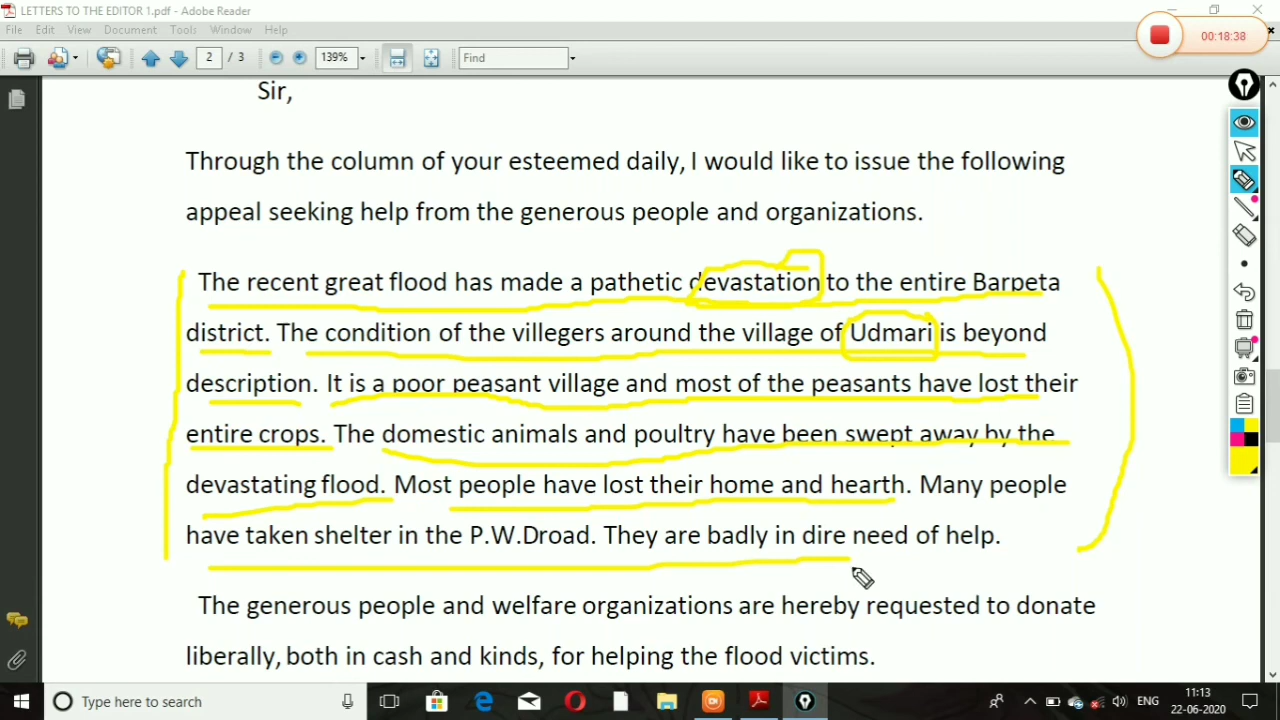 LETTERS TO THE EDITOR 1.pdf - Adobe Reader
File Edit View Document Tools Window Help
00:18:38
2 / 3 139% Find
Sir,
Through the column of your esteemed daily, I would like to issue the following
appeal seeking help from the generous people and organizations.
The recent great flood has made a pathetic devastation to the entire Barpeta
district. The condition of the villegers around the village of Udmari is beyond
description. It is a poor peasant village and most of the peasants have lost their
entire crops. The domestic animals and poultry have been swept away by the
devastating flood. Most people have lost their home and hearth. Many people
have taken shelter in the P.W.Droad. They are badly in dire need of help.
The generous people and welfare organizations are hereby requested to donate
liberally, both in cash and kinds, for helping the flood victims.
Type here to search
ENG
11:13
22-06-2020